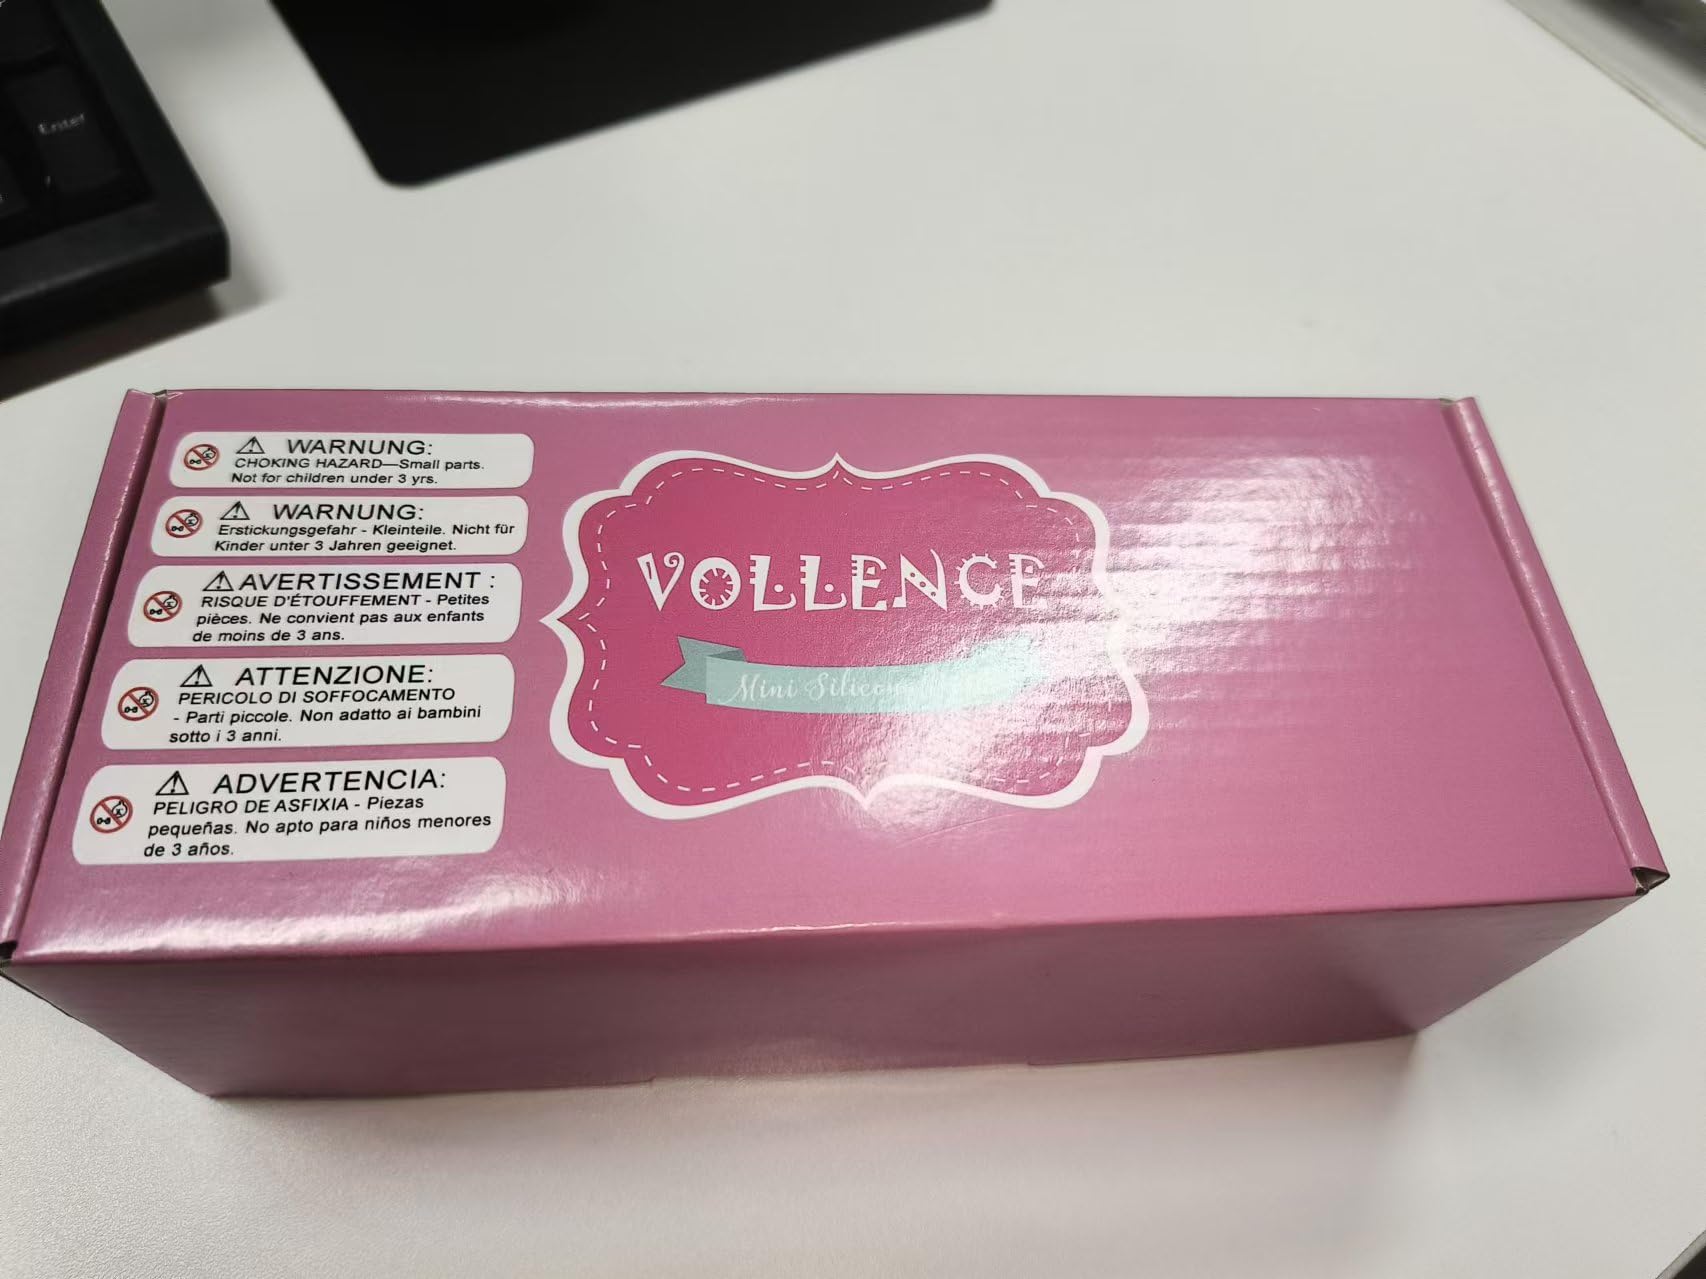 Enter
WARNUNG:
CHOKING HAZARD—Small parts.
Not for children under 3 yrs.
WARNUNG:
Erstickungsgefahr - Kleinteile. Nicht für
Kinder unter 3 Jahren geeignet.
AVERTISSEMENT :
RISQUE D'ÉTOUFFEMENT - Petites
pièces. Ne convient pas aux enfants
de moins de 3 ans.
ATTENZIONE:
PERICOLO DI SOFFOCAMENTO
- Parti piccole. Non adatto ai bambini
sotto i 3 anni.
ADVERTENCIA:
PELIGRO DE ASFIXIA - Piezas
pequeñas. No apto para niños menores
de 3 años.
VOLLENCE
Mini